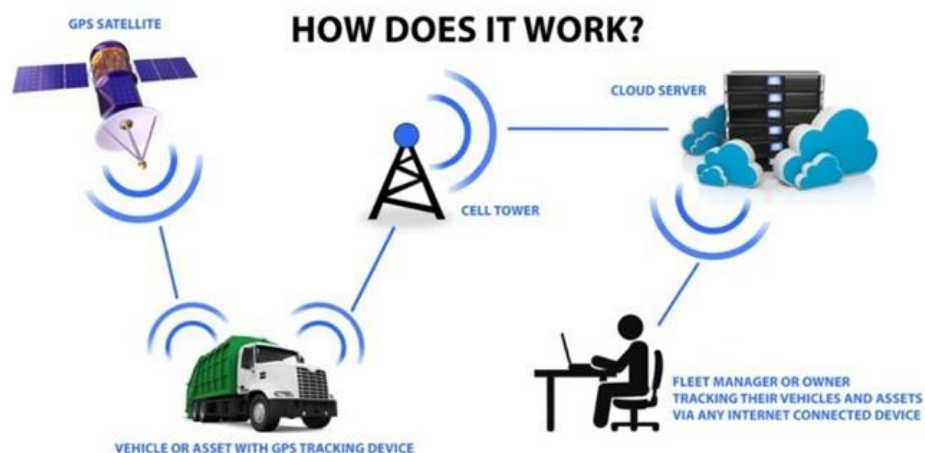 HOW DOES IT WORK?
GPS SATELLITE
CLOUD SERVER
CELL TOWER
VEHICLE OR ASSET WITH GPS TRACKING DEVICE
FLEET MANAGER OR OWNER
TRACKING THEIR VEHICLES AND ASSETS
VIA ANY INTERNET CONNECTED DEVICE